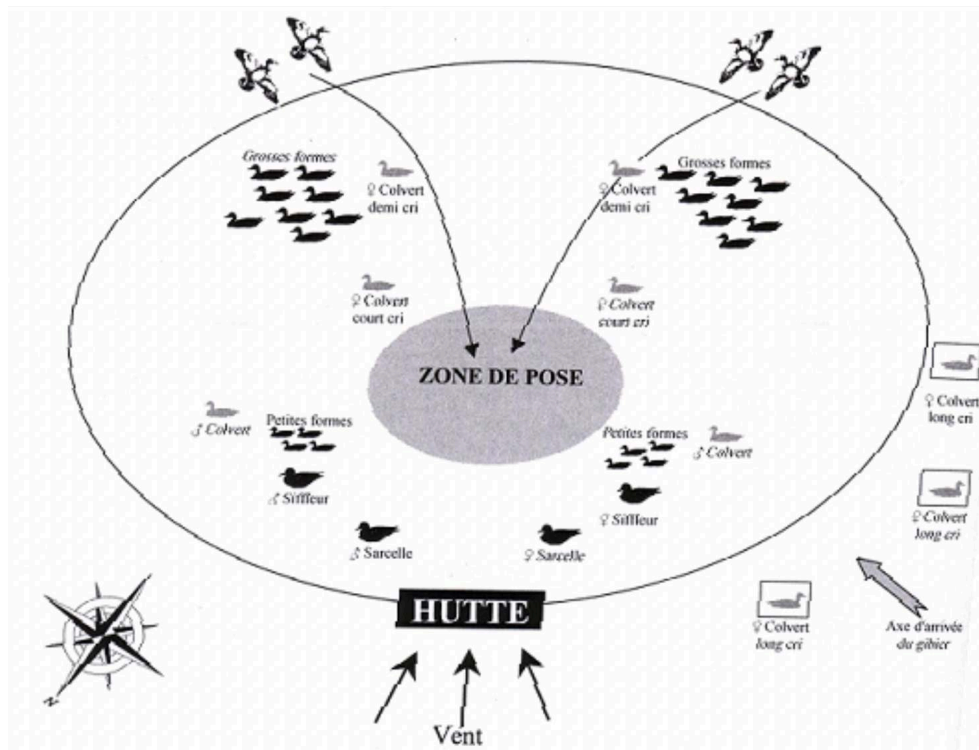 Grosses formes
♀ Colvert
demi cri
♀ Colvert
demi cri
Grosses formes
♀ Colvert
court cri
♀ Colvert
court cri
ZONE DE POSE
♂ Colvert
Petites formes
♂ Siffleur
♂ Sarcelle
Petites formes
♂ Colvert
♀ Siffleur
♀ Sarcelle
♀ Colvert
long cri
♀ Colvert
long cri
♀ Colvert
long cri
Axe d'arrivée
du gibier
HUTTE
N
Vent